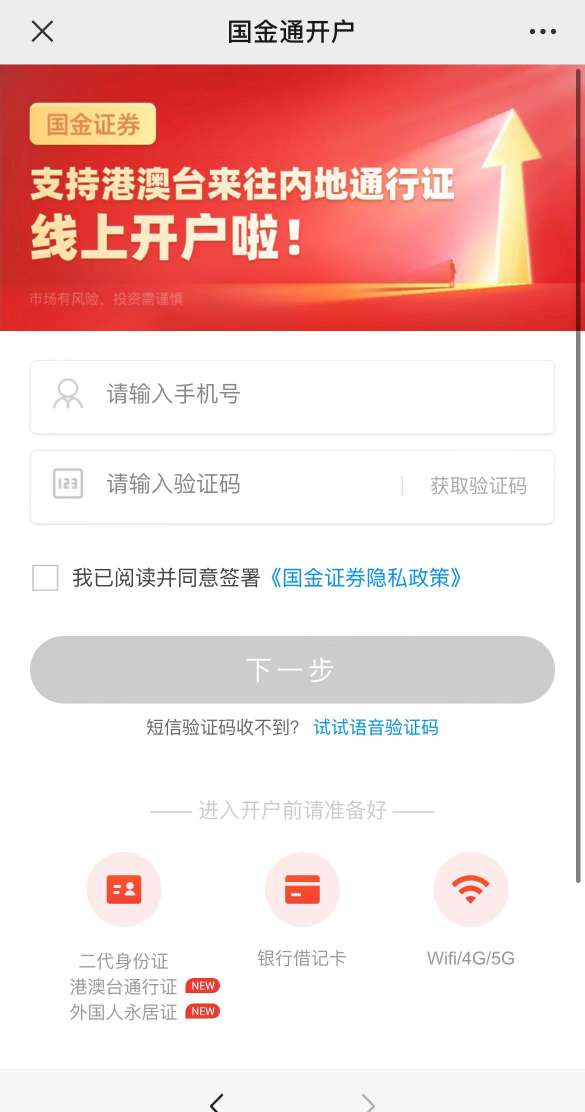 国金通开户
国金证券
支持港澳台来往内地通行证
线上开户啦！
市场有风险、投资需谨慎
请输入手机号
123
请输入验证码
获取验证码
我已阅读并同意签署《国金证券隐私政策》
下一步
短信验证码收不到? 试试语音验证码
进入开户前请准备好
二代身份证
港澳台通行证 NEW
外国人永居证 NEW
银行借记卡
Wifi/4G/5G